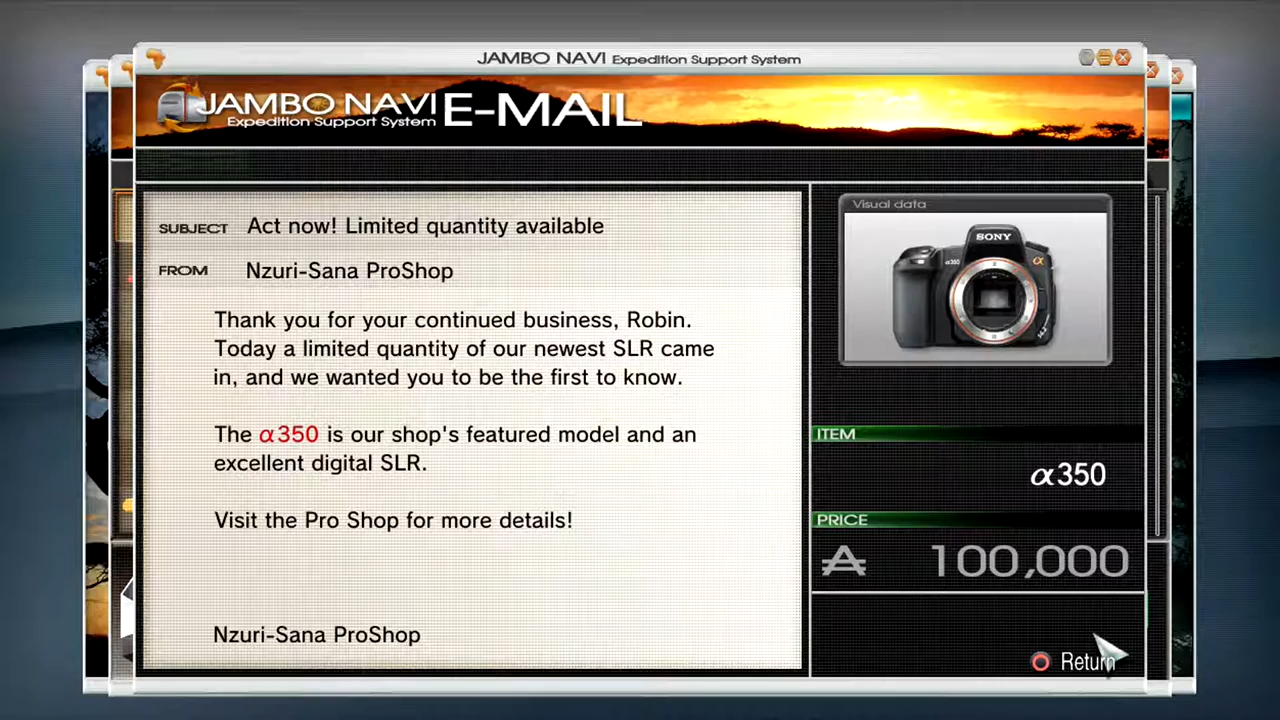 JAMBO NAVI Expedition Support System
JAMBO NAVI E-MAIL
Expedition Support System
SUBJECT Act now! Limited quantity available
FROM Nzuri-Sana ProShop
Thank you for your continued business, Robin.
Today a limited quantity of our newest SLR came
in, and we wanted you to be the first to know.
The α350 is our shop's featured model and an
excellent digital SLR.
Visit the Pro Shop for more details!
Nzuri-Sana ProShop
Visual data
SONY
α350
α
14.2
ITEM
α350
PRICE
₳ 100,000
Return